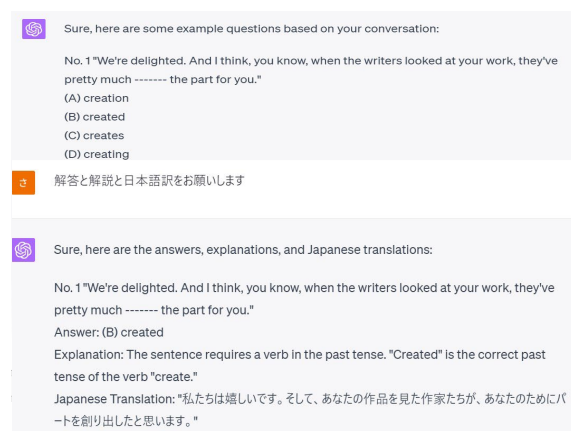 Sure, here are some example questions based on your conversation:
No. 1 "We're delighted. And I think, you know, when the writers looked at your work, they've
pretty much ------- the part for you."
(A) creation
(B) created
(C) creates
(D) creating
さ
解答と解説と日本語訳をお願いします
Sure, here are the answers, explanations, and Japanese translations:
No. 1 "We're delighted. And I think, you know, when the writers looked at your work, they've
pretty much ------- the part for you."
Answer: (B) created
Explanation: The sentence requires a verb in the past tense. "Created" is the correct past
tense of the verb "create."
Japanese Translation: "私たちは嬉しいです。そして、あなたの作品を見た作家たちが、あなたのためにパ
ートを創り出したと思います。"